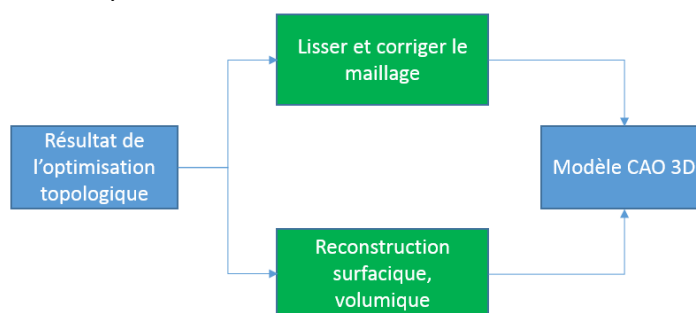 Lisser et corriger le
maillage
Résultat de
l'optimisation
topologique
Modèle CAO 3D
Reconstruction
surfacique,
volumique